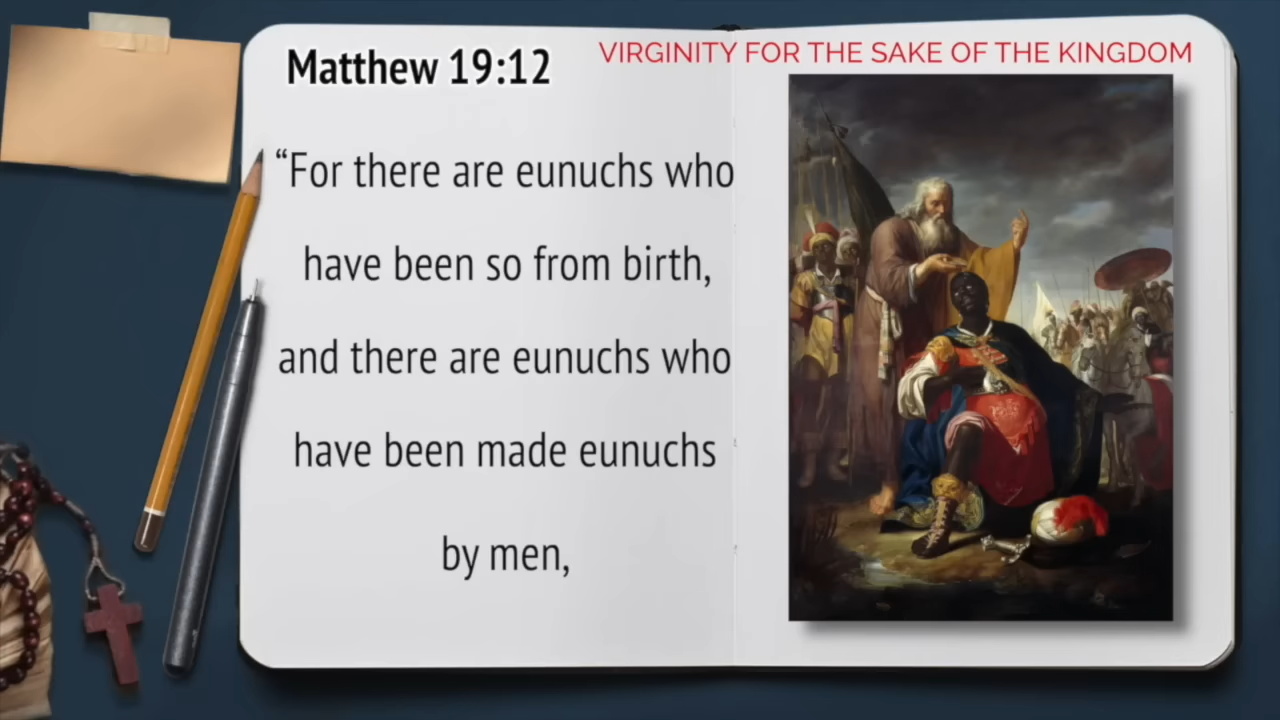 Matthew 19:12
VIRGINITY FOR THE SAKE OF THE KINGDOM
“For there are eunuchs who
have been so from birth,
and there are eunuchs who
have been made eunuchs
by men,